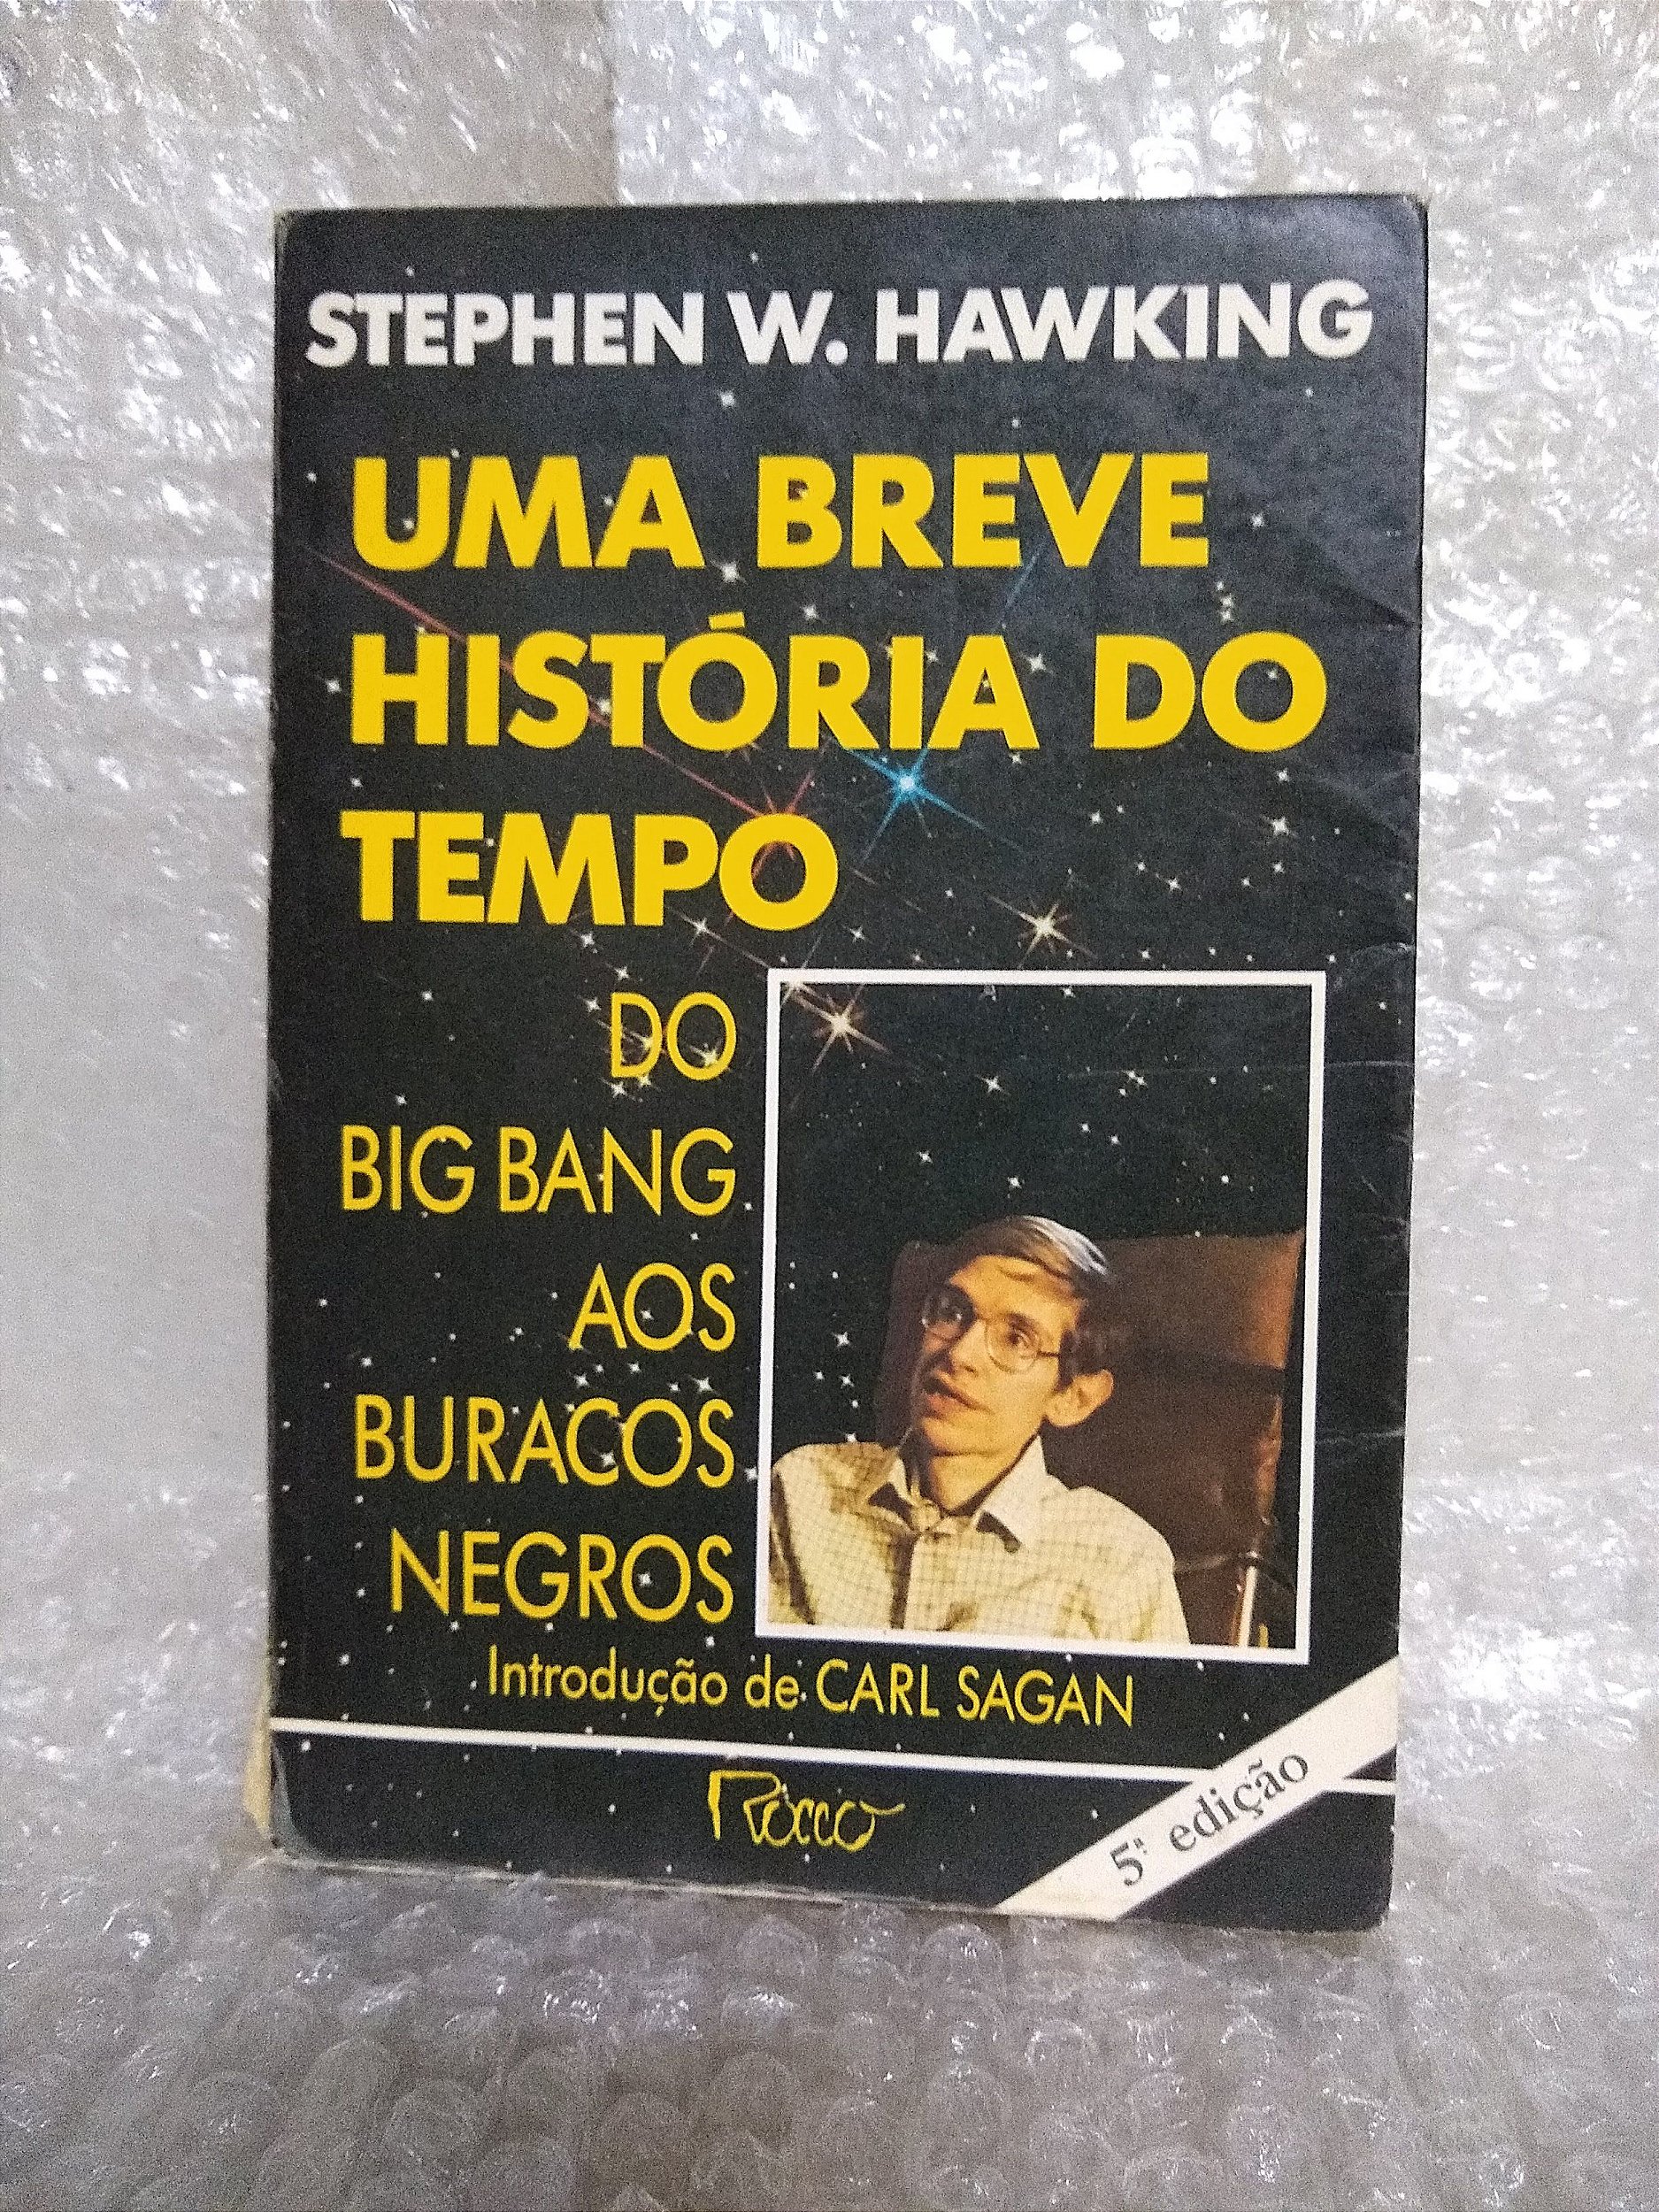 STEPHEN W. HAWKING
UMA BREVE
HISTÓRIA DO
TEMPO
DO
BIG BANG
AOS
BURACOS
NEGROS
Introdução de CARL SAGAN
Rocco
5ª edição